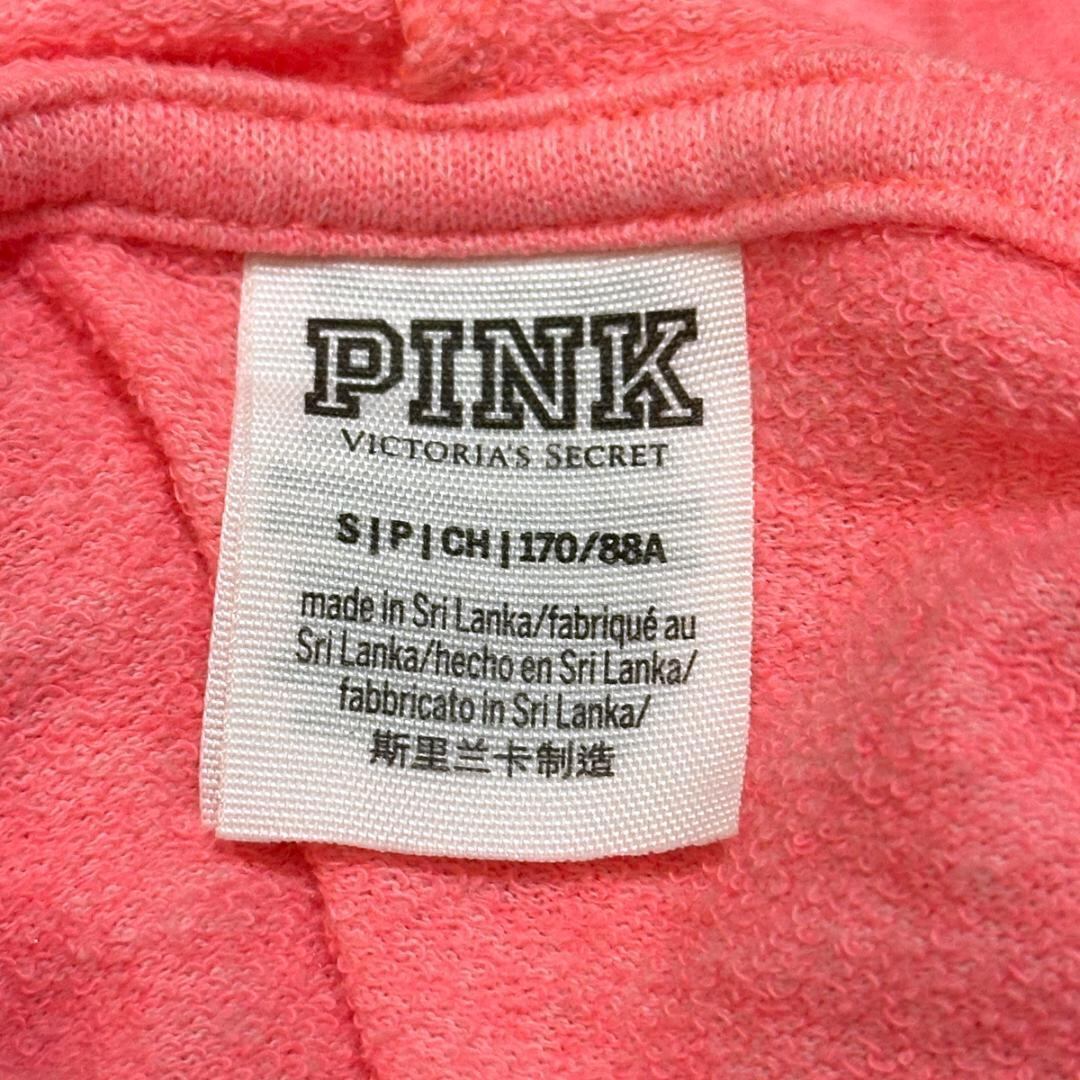 PINK
VICTORIA'S SECRET
S|P|CH|170/88A
made in Sri Lanka/fabriqué au
Sri Lanka/hecho en Sri Lanka/
fabbricato in Sri Lanka/
斯里兰卡制造